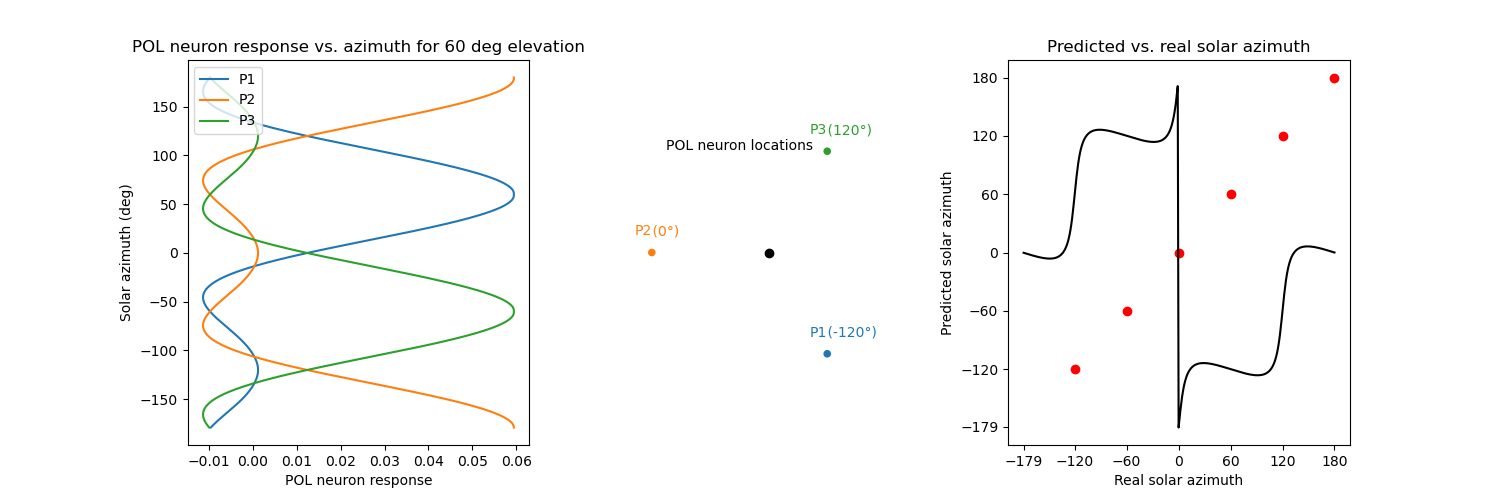 POL neuron response vs. azimuth for 60 deg elevation
P1
P2
P3
Solar azimuth (deg)
150
100
50
0
−50
−100
−150
−0.01 0.00 0.01 0.02 0.03 0.04 0.05 0.06
POL neuron response
P3(120°)
POL neuron locations
P2(0°)
P1(-120°)
Predicted vs. real solar azimuth
Predicted solar azimuth
180
120
60
0
−60
−120
−179
−179 −120 −60 0 60 120 180
Real solar azimuth